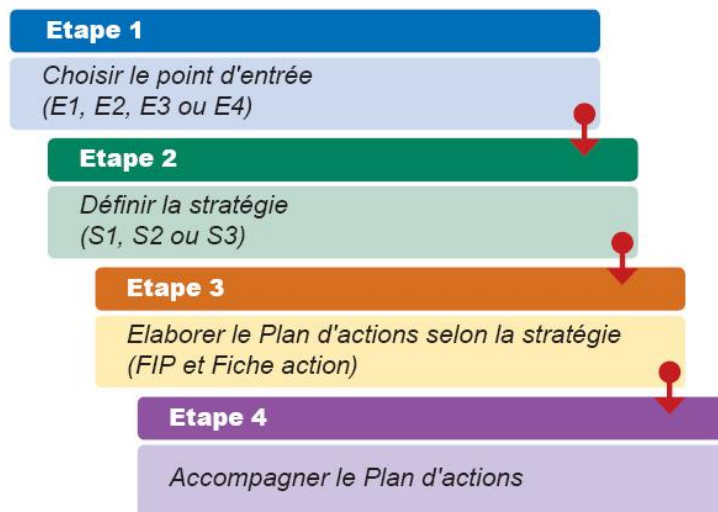 Etape 1
Choisir le point d'entrée
(E1, E2, E3 ou E4)
Etape 2
Définir la stratégie
(S1, S2 ou S3)
Etape 3
Elaborer le Plan d'actions selon la stratégie
(FIP et Fiche action)
Etape 4
Accompagner le Plan d'actions